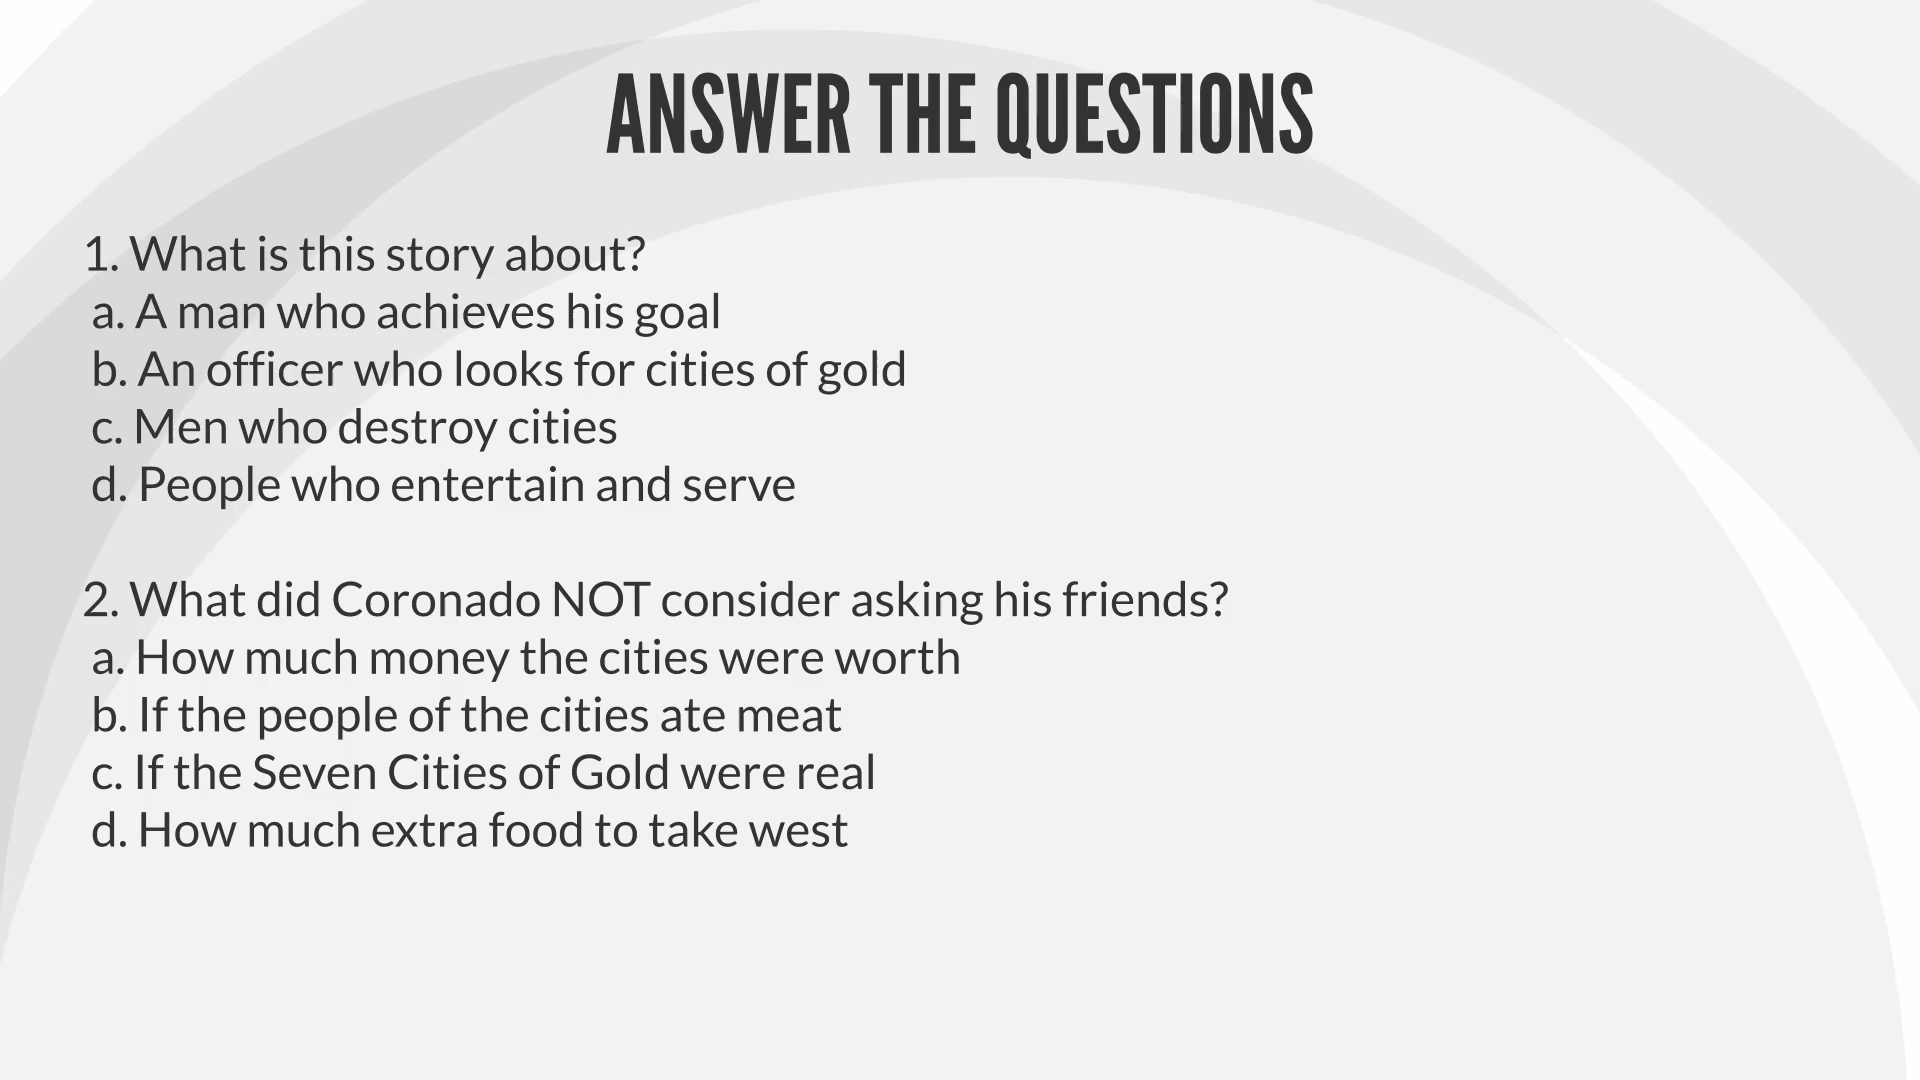 ANSWER THE QUESTIONS
1. What is this story about?
a. A man who achieves his goal
b. An officer who looks for cities of gold
c. Men who destroy cities
d. People who entertain and serve
2. What did Coronado NOT consider asking his friends?
a. How much money the cities were worth
b. If the people of the cities ate meat
c. If the Seven Cities of Gold were real
d. How much extra food to take west